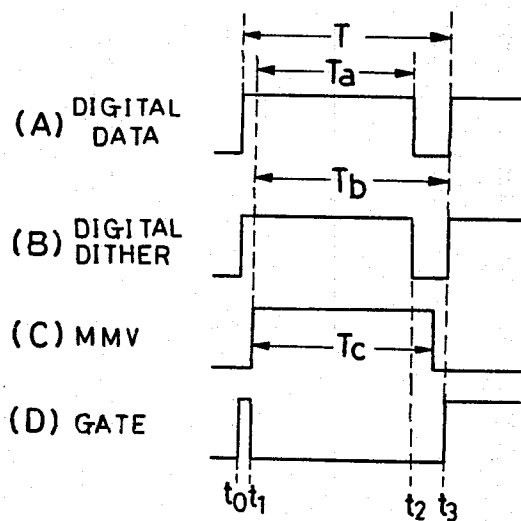 T
Ta
(A) DIGITAL
DATA
Tb
(B) DIGITAL
DITHER
(C) MMV
Tc
(D) GATE
t0 t1 t2 t3